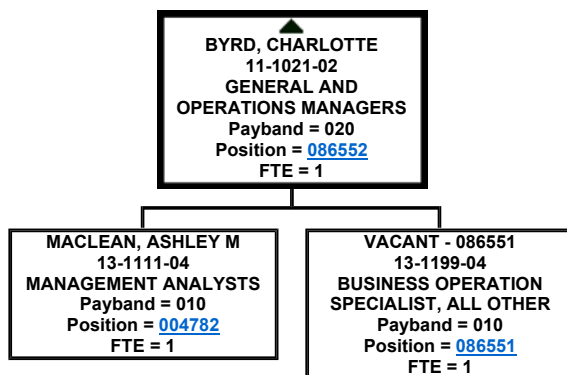 BYRD, CHARLOTTE
11-1021-02
GENERAL AND
OPERATIONS MANAGERS
Payband = 020
Position = 086552
FTE = 1
MACLEAN, ASHLEY M
13-1111-04
MANAGEMENT ANALYSTS
Payband = 010
Position = 004782
FTE = 1
VACANT - 086551
13-1199-04
BUSINESS OPERATION
SPECIALIST, ALL OTHER
Payband = 010
Position = 086551
FTE = 1